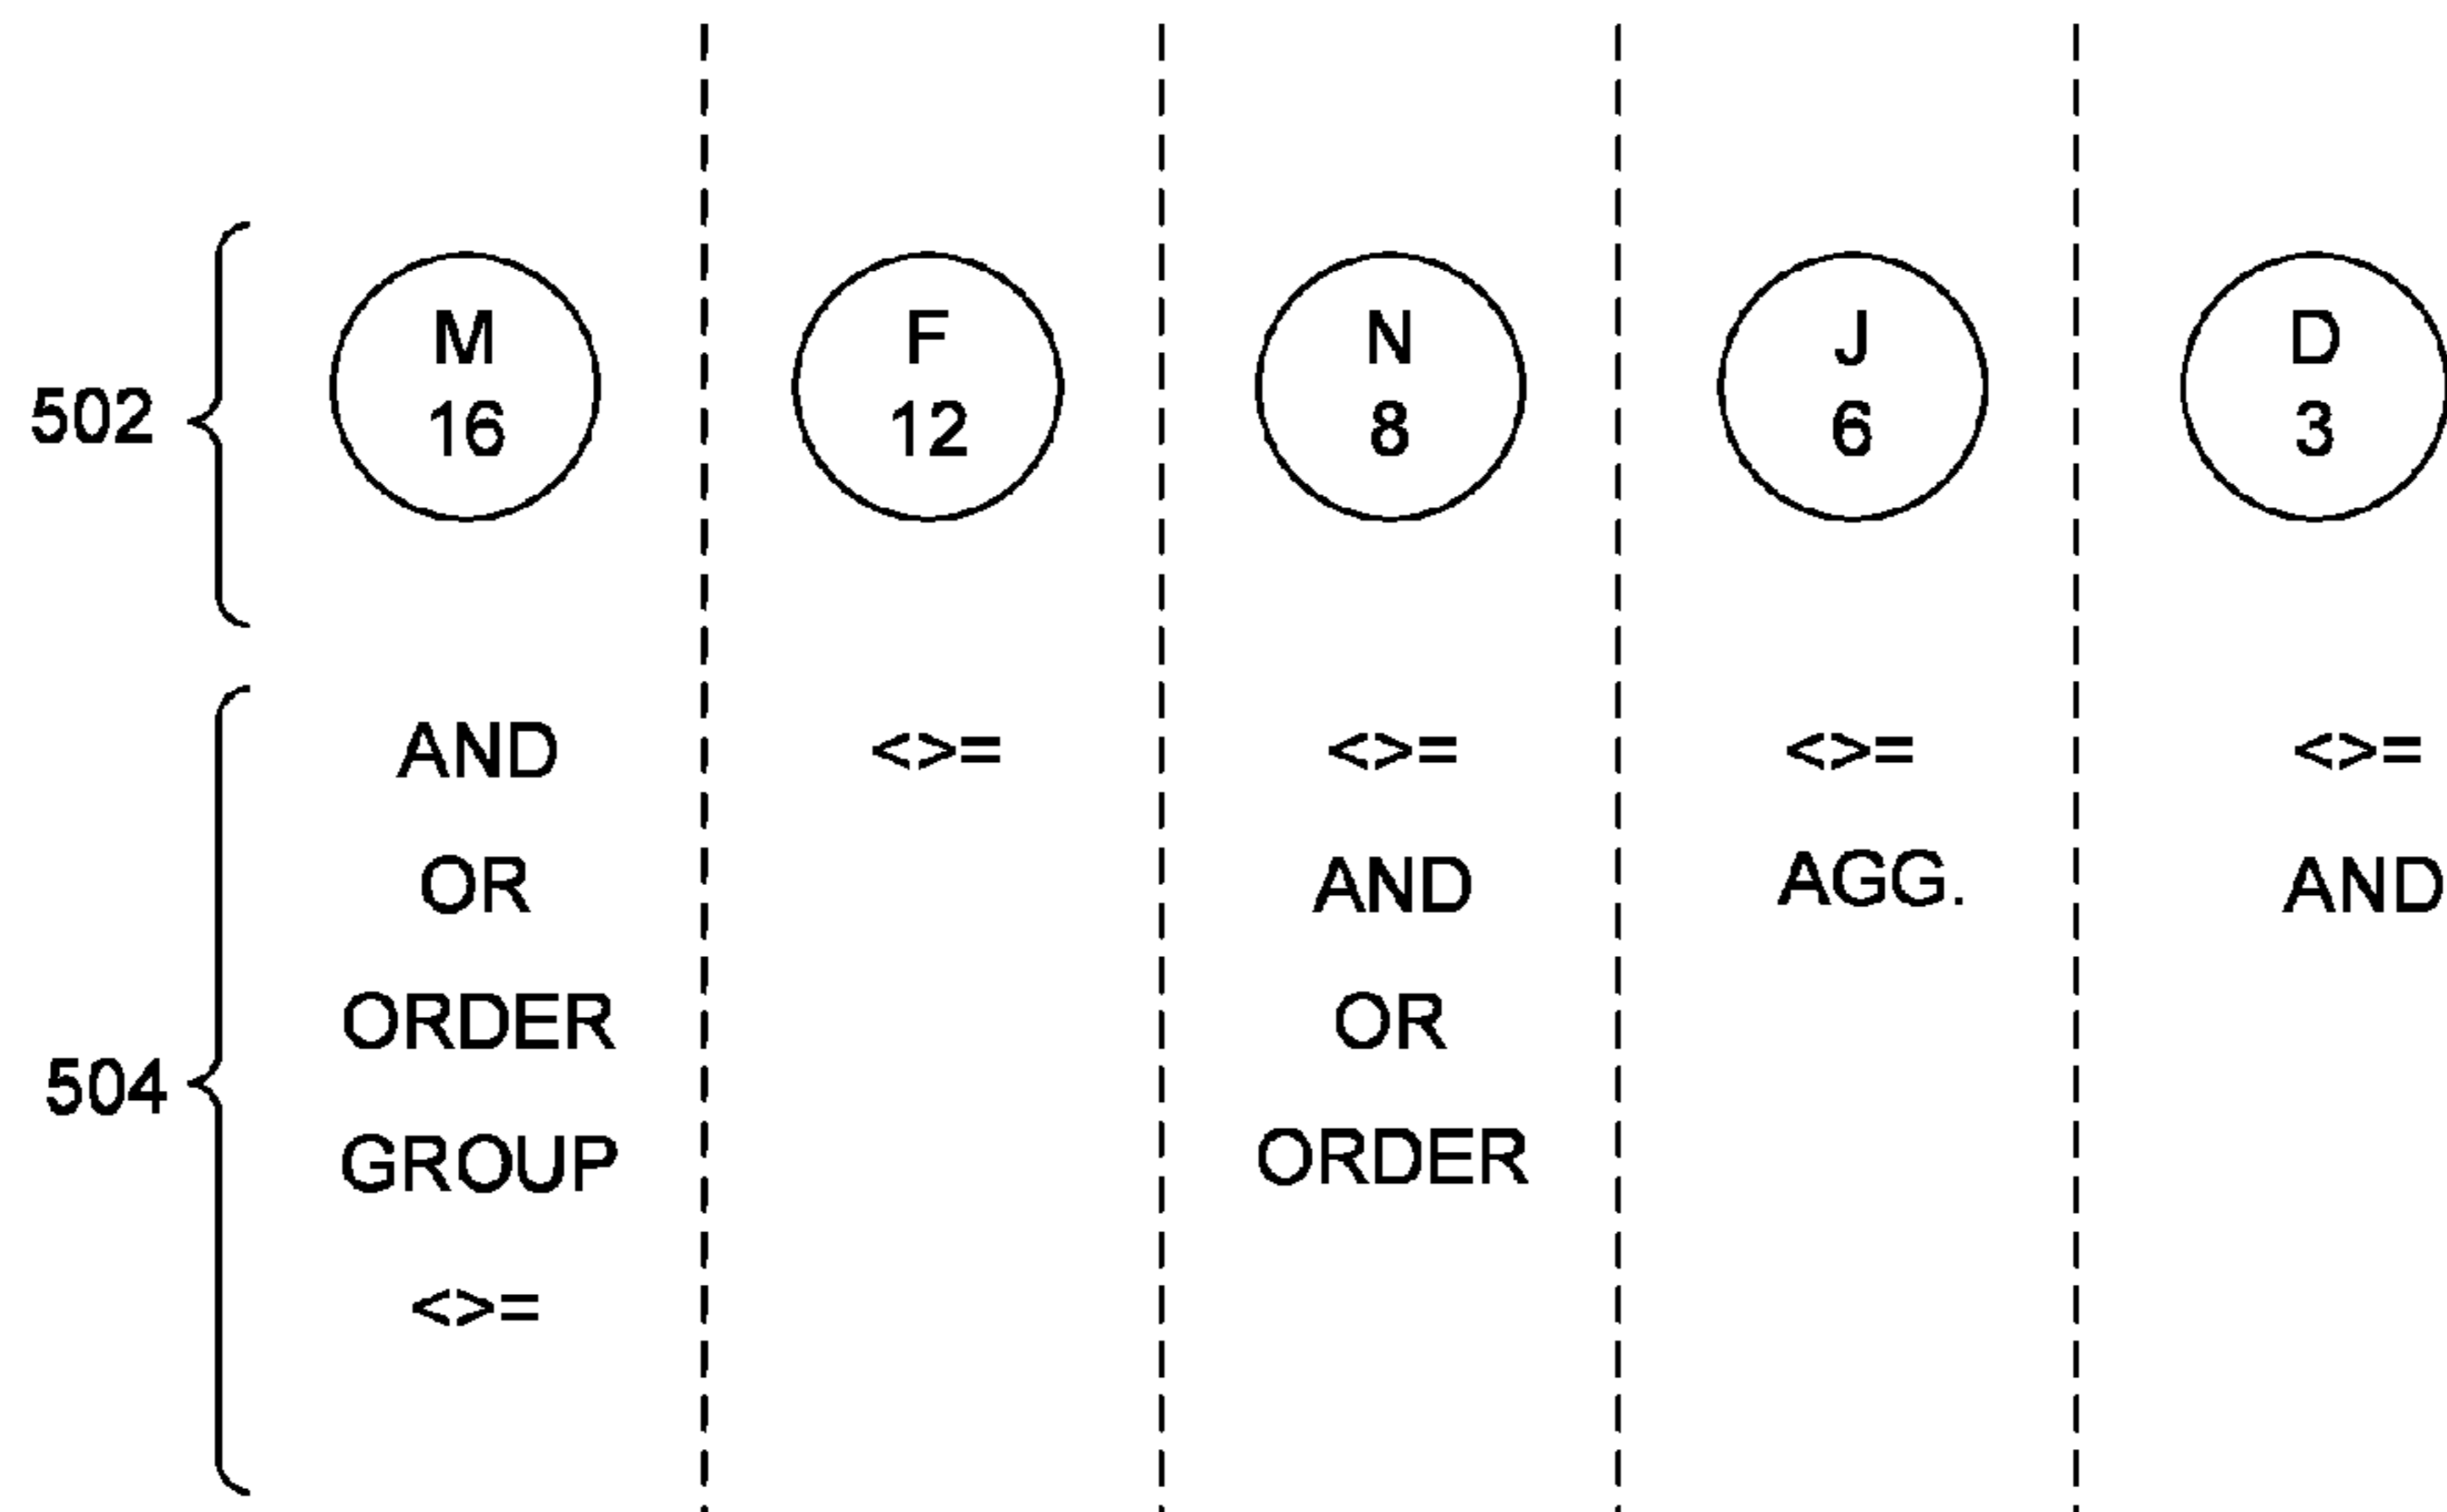 502
M
16
F
12
N
8
J
6
D
3
504
AND
OR
ORDER
GROUP
<>=
<>=
<>=
AND
OR
ORDER
<>=
AGG.
<>=
AND